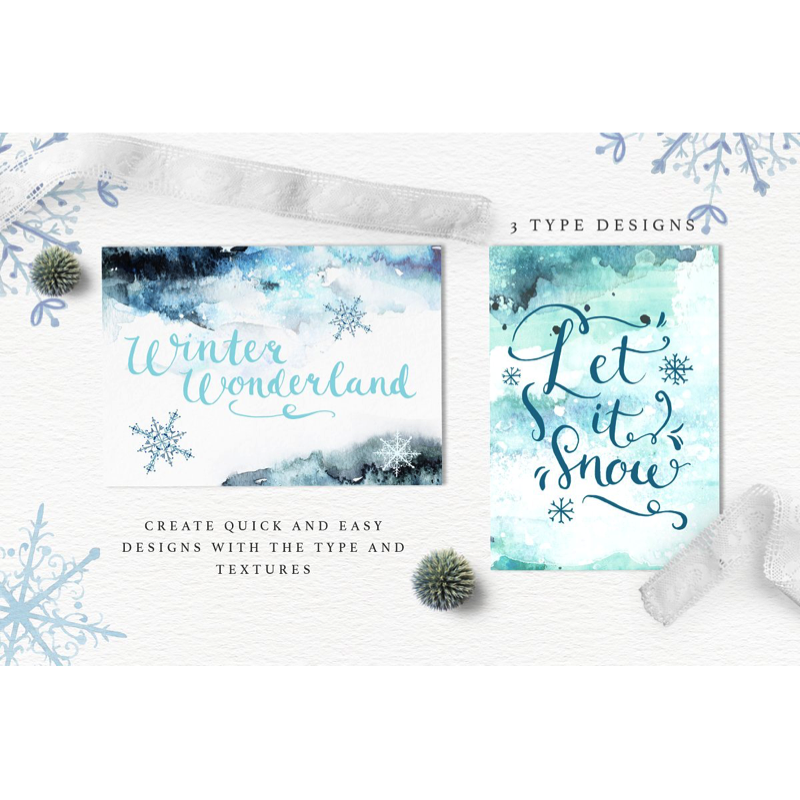 3 TYPE DESIGNS
Winter
Wonderland
Let
it
Snow
CREATE QUICK AND EASY
DESIGNS WITH THE TYPE AND
TEXTURES